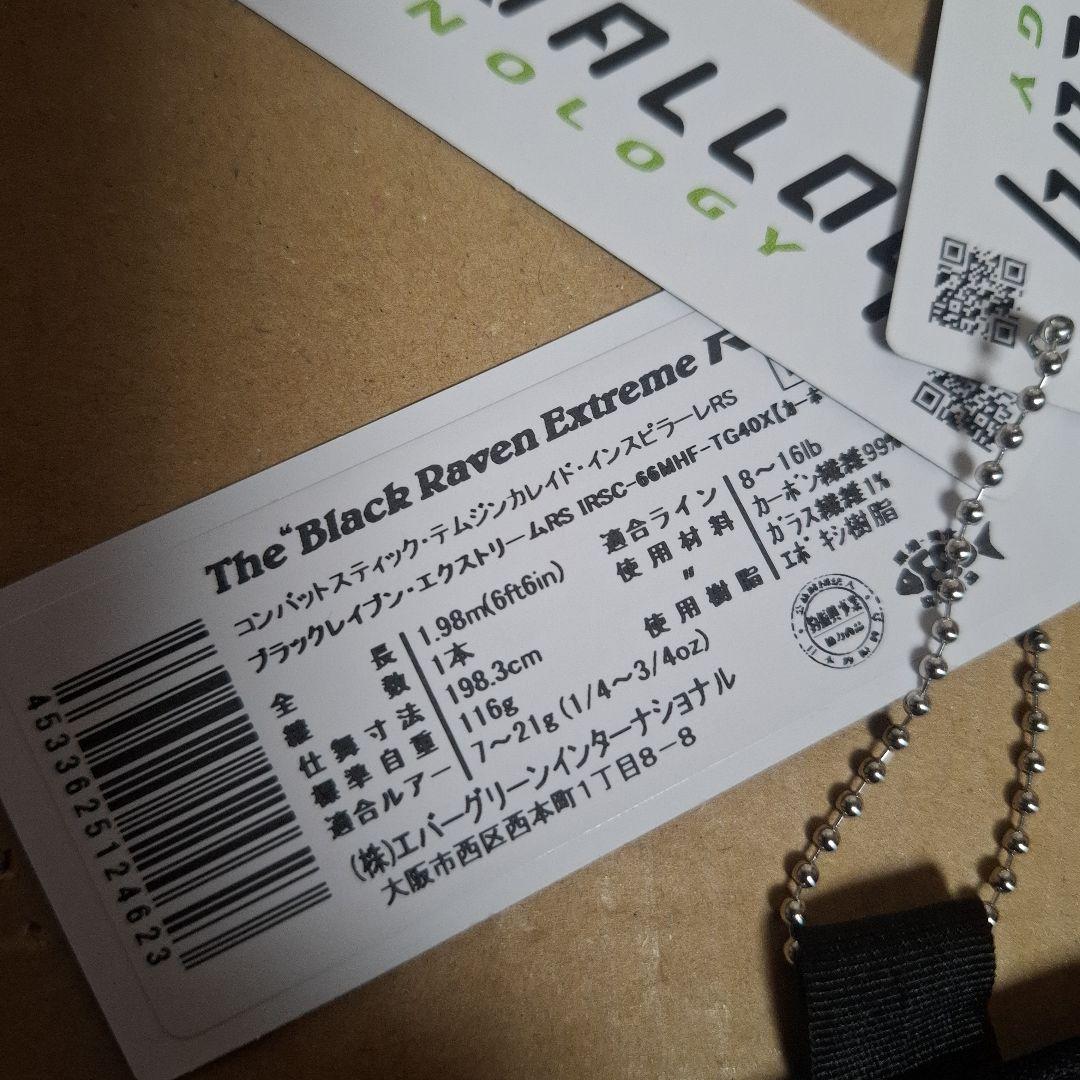 NOLOGY
GY
The "Black Raven Extreme R
コンバットスティック・テムジンカレイド・インスピラーレRS
ブラックレイブン・エクストリームRS IRSC-66MHF-TG40X【カーボ
全長 1.98m(6ft6in) 適合ライン 8〜16lb
継数 1本 使用材料 カーボン繊維99%
仕舞寸法 198.3cm 〃 ガラス繊維1%
標準自重 116g 使用樹脂 エポキシ樹脂
適合ルアー 7〜21g(1/4〜3/4oz)
(株)エバーグリーンインターナショナル
大阪市西区西本町1丁目8-8
4533625124623